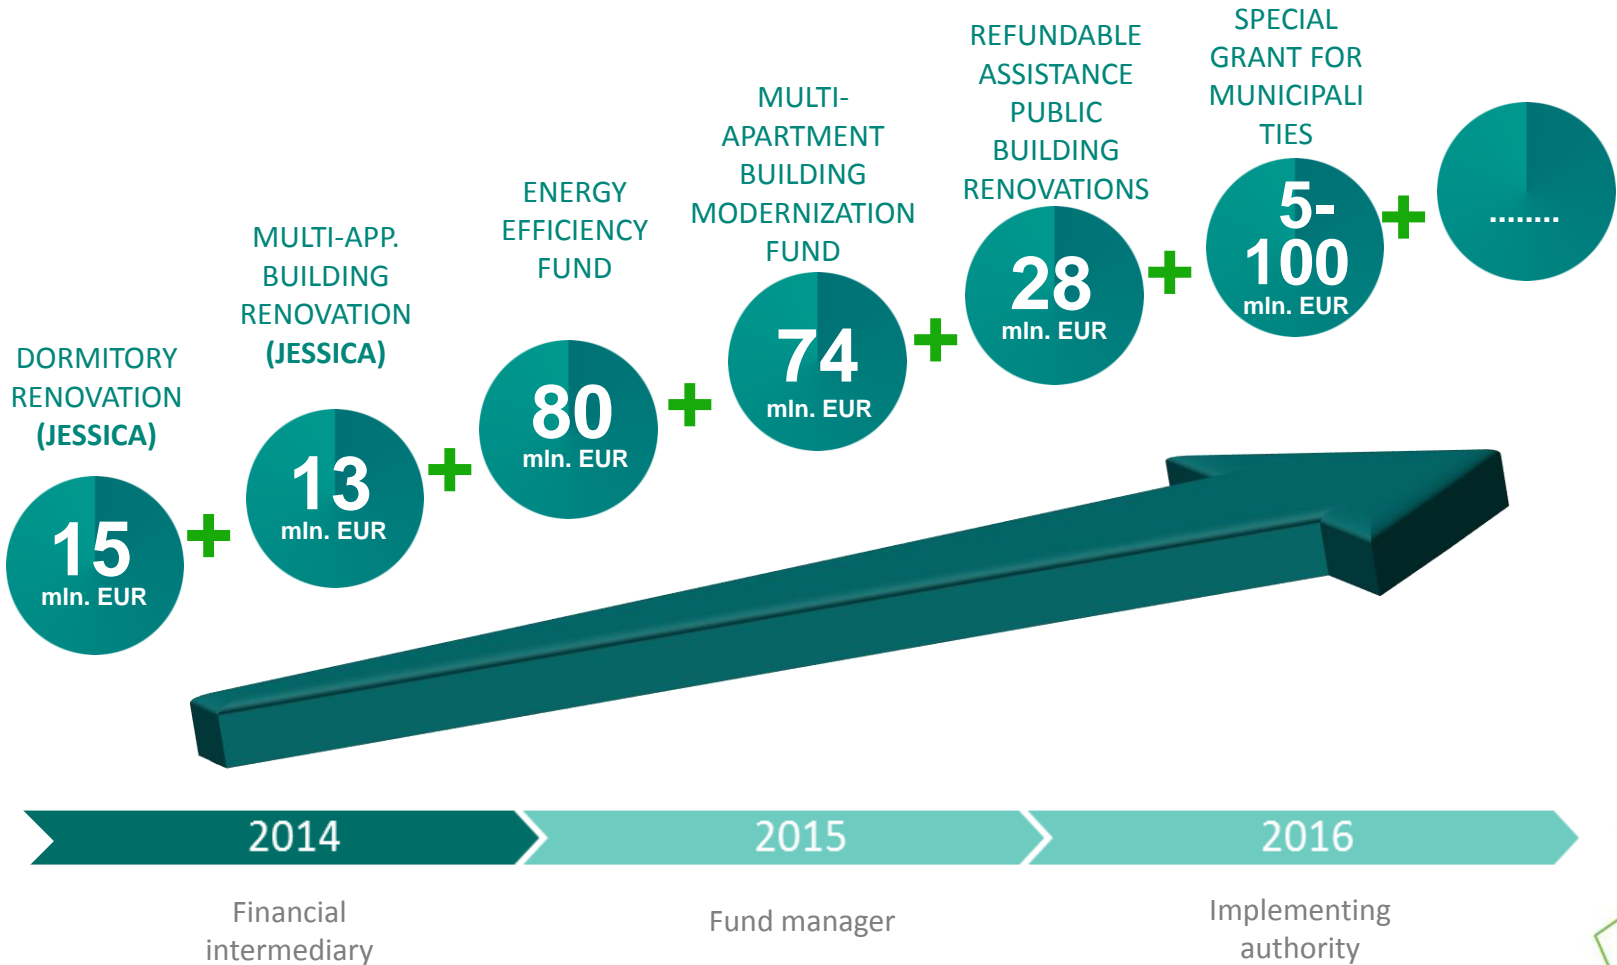 DORMITORY
RENOVATION
(JESSICA)
15
mln. EUR
+
MULTI-APP.
BUILDING
RENOVATION
(JESSICA)
13
mln. EUR
+
ENERGY
EFFICIENCY
FUND
80
mln. EUR
+
MULTI-
APARTMENT
BUILDING
MODERNIZATION
FUND
74
mln. EUR
+
REFUNDABLE
ASSISTANCE
PUBLIC
BUILDING
RENOVATIONS
28
mln. EUR
+
SPECIAL
GRANT FOR
MUNICIPALI
TIES
5-
100
mln. EUR
+
........
2014
2015
2016
Financial
intermediary
Fund manager
Implementing
authority